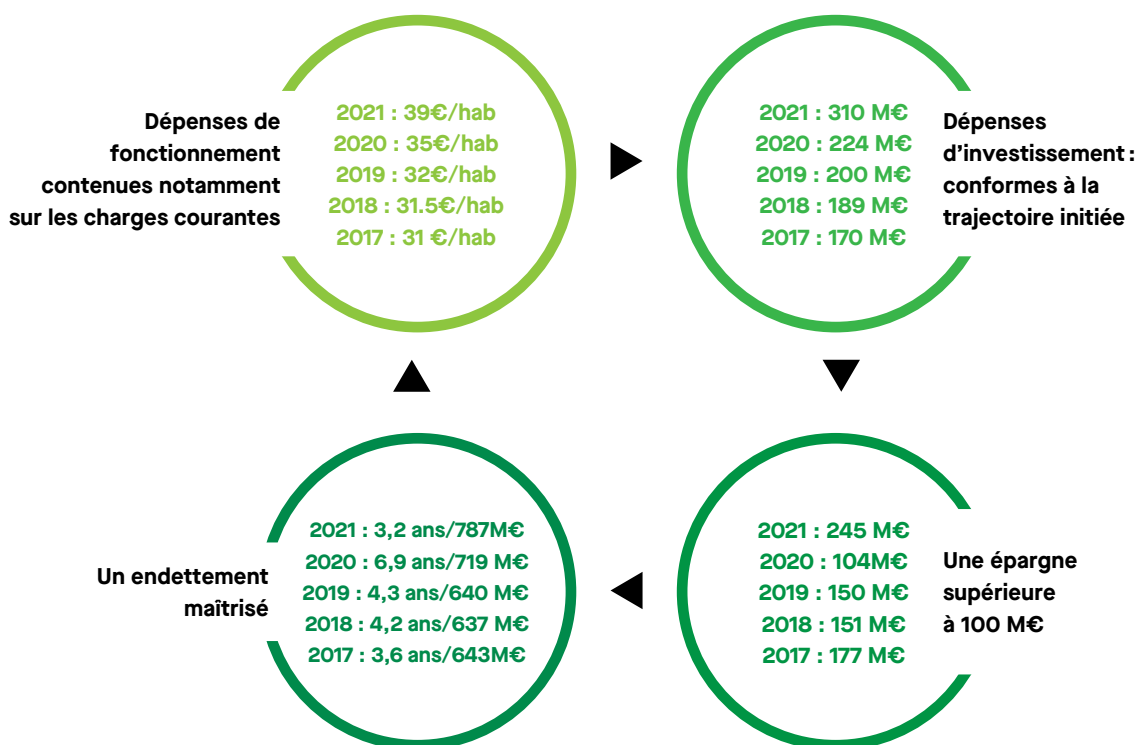 Dépenses de
fonctionnement
contenues notamment
sur les charges courantes
2021 : 39€/hab
2020 : 35€/hab
2019 : 32€/hab
2018 : 31.5€/hab
2017 : 31 €/hab
2021 : 310 M€
2020 : 224 M€
2019 : 200 M€
2018 : 189 M€
2017 : 170 M€
Dépenses
d’investissement :
conformes à la
trajectoire initiée
Un endettement
maîtrisé
2021 : 3,2 ans/787M€
2020 : 6,9 ans/719 M€
2019 : 4,3 ans/640 M€
2018 : 4,2 ans/637 M€
2017 : 3,6 ans/643M€
2021 : 245 M€
2020 : 104M€
2019 : 150 M€
2018 : 151 M€
2017 : 177 M€
Une épargne
supérieure
à 100 M€